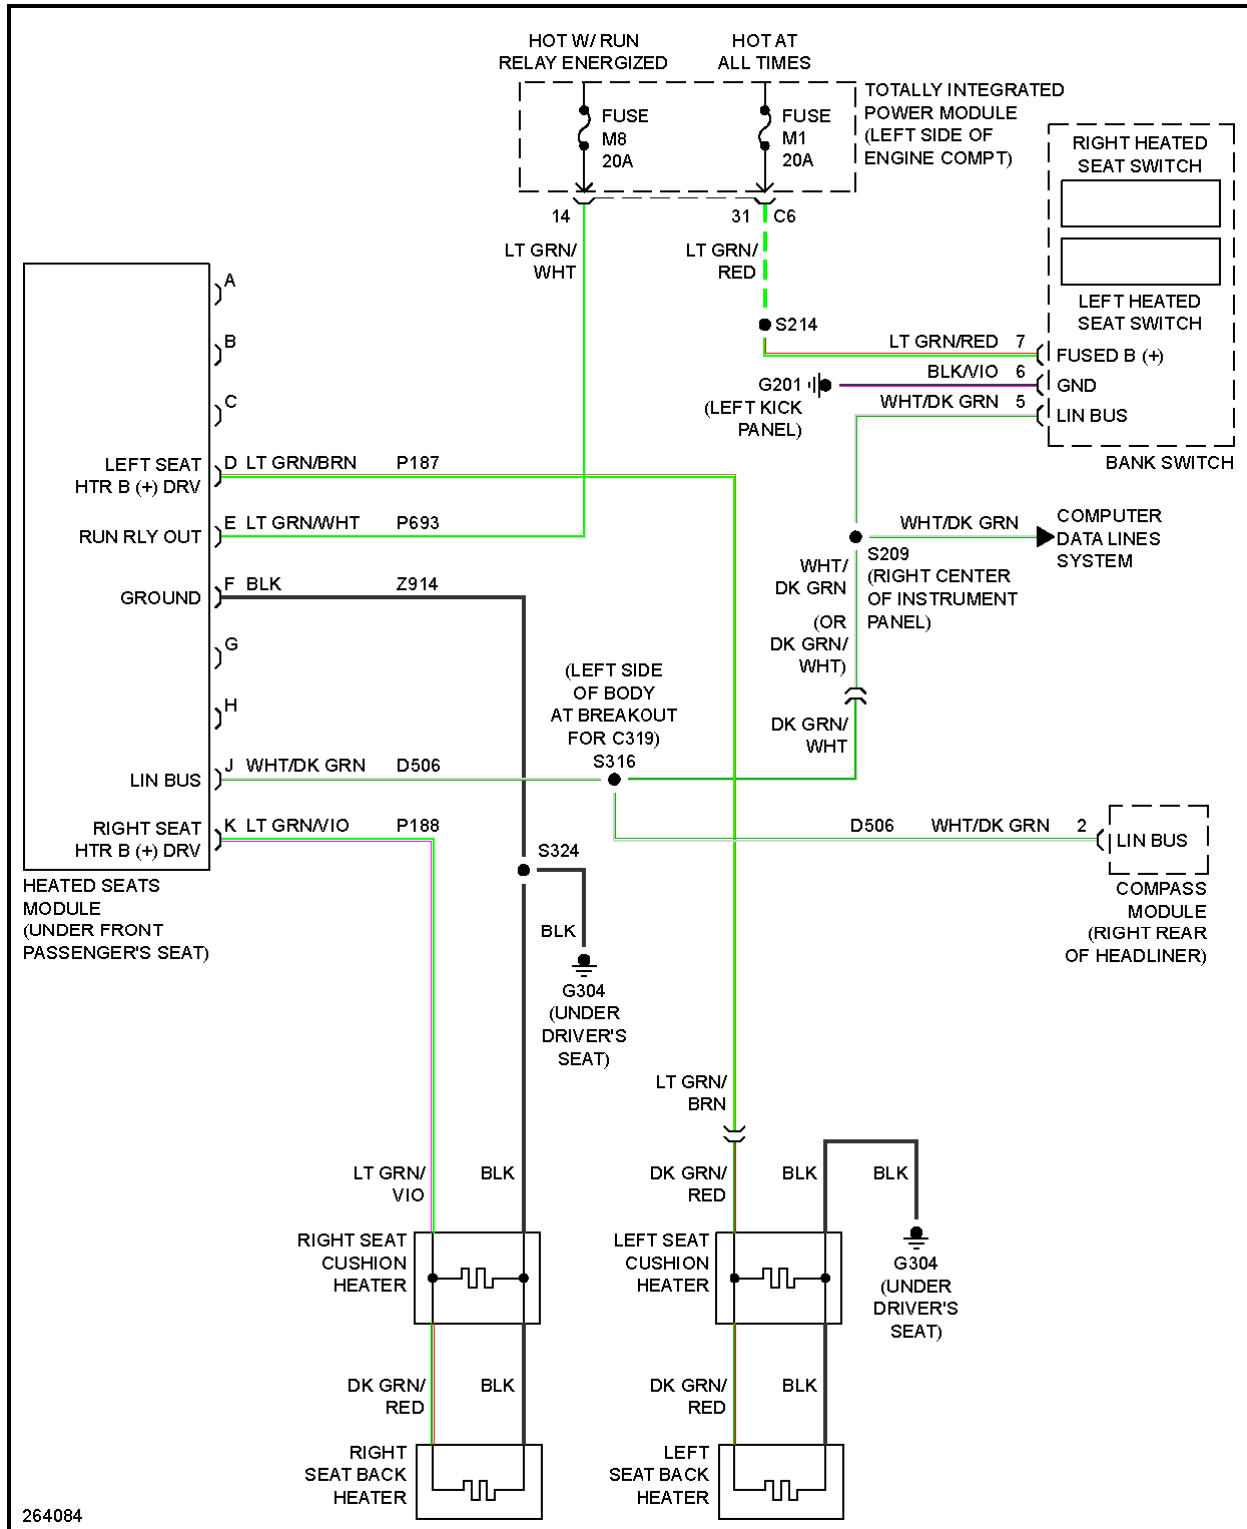 HOT W/ RUN
RELAY ENERGIZED
HOT AT
ALL TIMES
FUSE
M8
20A
FUSE
M1
20A
TOTALLY INTEGRATED
POWER MODULE
(LEFT SIDE OF
ENGINE COMPT)
14
31 C6
LT GRN/
WHT
LT GRN/
RED
S214
RIGHT HEATED
SEAT SWITCH
LEFT HEATED
SEAT SWITCH
LT GRN/RED 7 FUSED B (+)
BLK/VIO 6 GND
WHT/DK GRN 5 LIN BUS
BANK SWITCH
G201
(LEFT KICK
PANEL)
A
B
C
LEFT SEAT
HTR B (+) DRV
D LT GRN/BRN P187
RUN RLY OUT E LT GRN/WHT P693
GROUND F BLK Z914
G
H
LIN BUS J WHT/DK GRN D506
RIGHT SEAT
HTR B (+) DRV
K LT GRN/VIO P188
HEATED SEATS
MODULE
(UNDER FRONT
PASSENGER'S SEAT)
WHT/DK GRN
COMPUTER
DATA LINES
SYSTEM
S209
(RIGHT CENTER
OF INSTRUMENT
PANEL)
WHT/
DK GRN
(OR
DK GRN/
WHT)
DK GRN/
WHT
(LEFT SIDE
OF BODY
AT BREAKOUT
FOR C319)
S316
D506 WHT/DK GRN 2 LIN BUS
COMPASS
MODULE
(RIGHT REAR
OF HEADLINER)
S324
BLK
G304
(UNDER
DRIVER'S
SEAT)
LT GRN/
BRN
LT GRN/
VIO
BLK
DK GRN/
RED
BLK
BLK
RIGHT SEAT
CUSHION
HEATER
LEFT SEAT
CUSHION
HEATER
G304
(UNDER
DRIVER'S
SEAT)
DK GRN/
RED
BLK
DK GRN/
RED
BLK
RIGHT
SEAT BACK
HEATER
LEFT
SEAT BACK
HEATER
264084